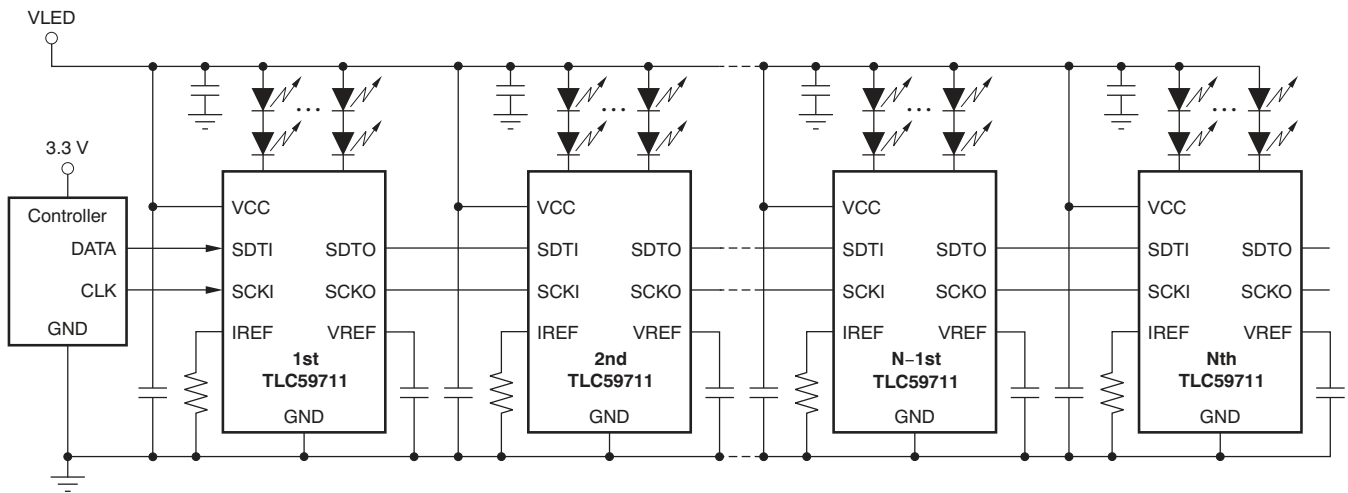 VLED
3.3 V
Controller
DATA
CLK
GND
...
VCC
SDTI
SDTO
SCKI
SCKO
IREF
VREF
1st
TLC59711
GND
...
VCC
SDTI
SDTO
SCKI
SCKO
IREF
VREF
2nd
TLC59711
GND
...
VCC
SDTI
SDTO
SCKI
SCKO
IREF
VREF
N–1st
TLC59711
GND
...
VCC
SDTI
SDTO
SCKI
SCKO
IREF
VREF
Nth
TLC59711
GND